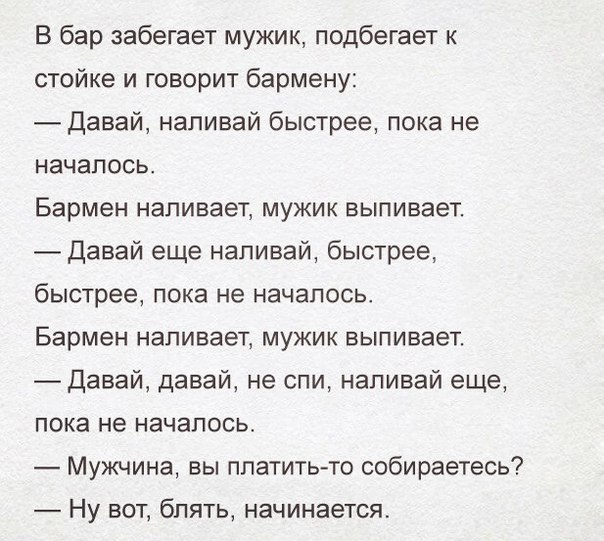 В бар забегает мужик, подбегает к
стойке и говорит бармену:
— Давай, наливай быстрее, пока не
началось.
Бармен наливает, мужик выпивает.
— Давай еще наливай, быстрее,
быстрее, пока не началось.
Бармен наливает, мужик выпивает.
— Давай, давай, не спи, наливай еще,
пока не началось.
— Мужчина, вы платить-то собираетесь?
— Ну вот, блять, начинается.